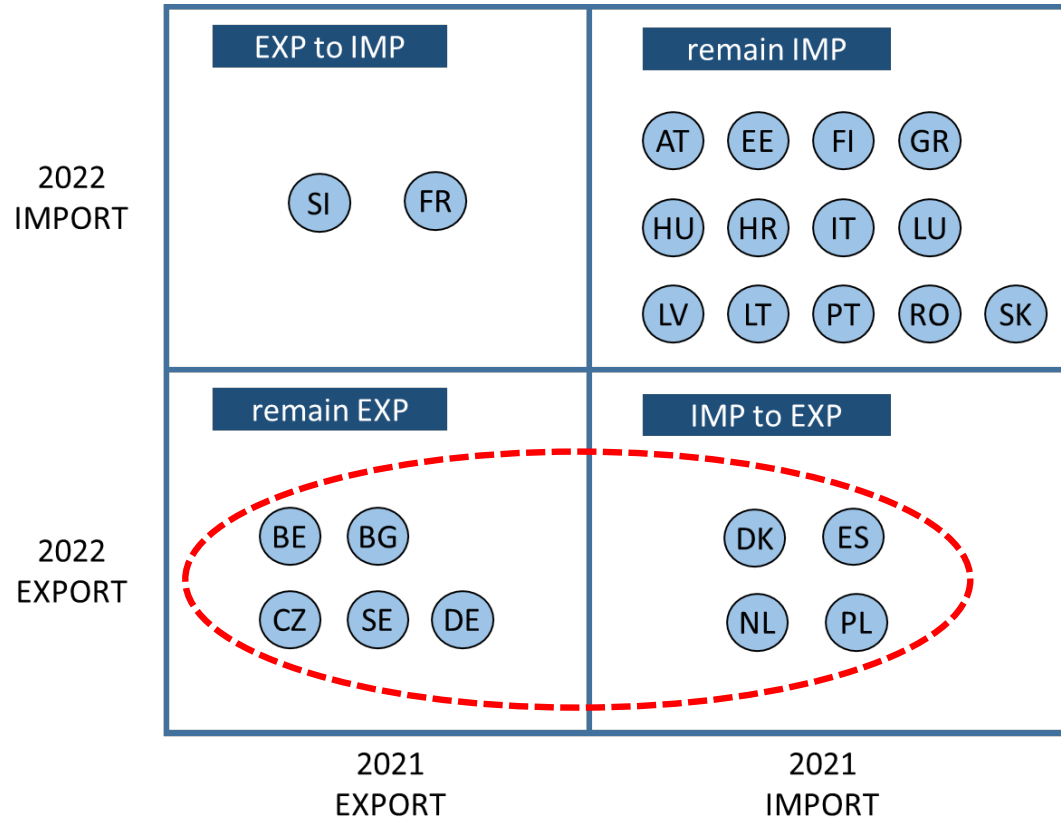 EXP to IMP
remain IMP
2022
IMPORT
SI FR
AT EE FI GR
HU HR IT LU
LV LT PT RO SK
remain EXP
IMP to EXP
2022
EXPORT
BE BG
CZ SE DE
DK ES
NL PL
2021
EXPORT
2021
IMPORT